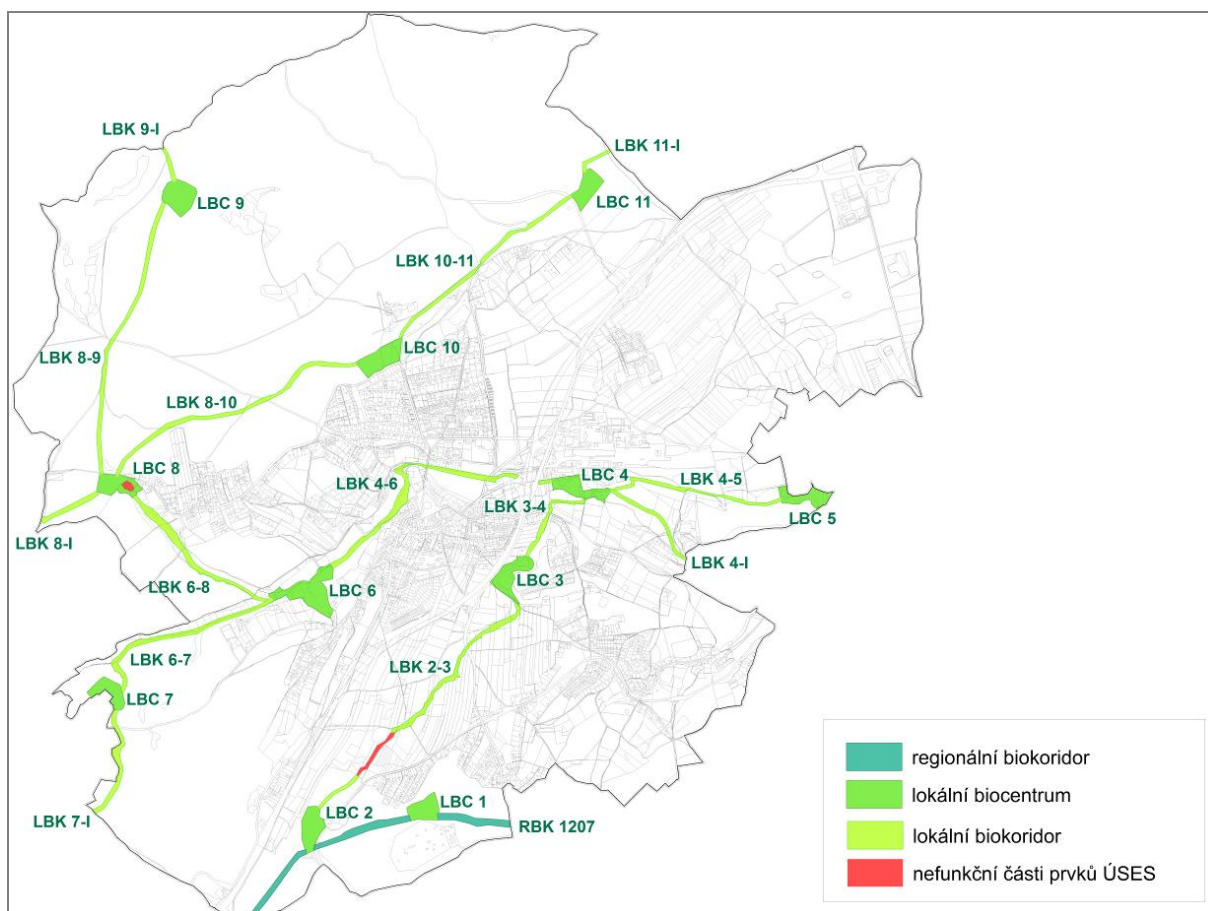 LBK 9-I
LBK 11-I
LBC 9
LBC 11
LBK 10-11
LBC 10
LBK 8-9
LBK 8-10
LBC 8
LBK 4-6
LBC 4
LBK 4-5
LBK 3-4
LBC 5
LBK 8-I
LBK 4-I
LBC 3
LBK 6-8
LBC 6
LBK 6-7
LBK 2-3
LBC 7
LBC 2
LBC 1
LBK 7-I
RBK 1207
regionální biokoridor
lokální biocentrum
lokální biokoridor
nefunkční části prvků ÚSES